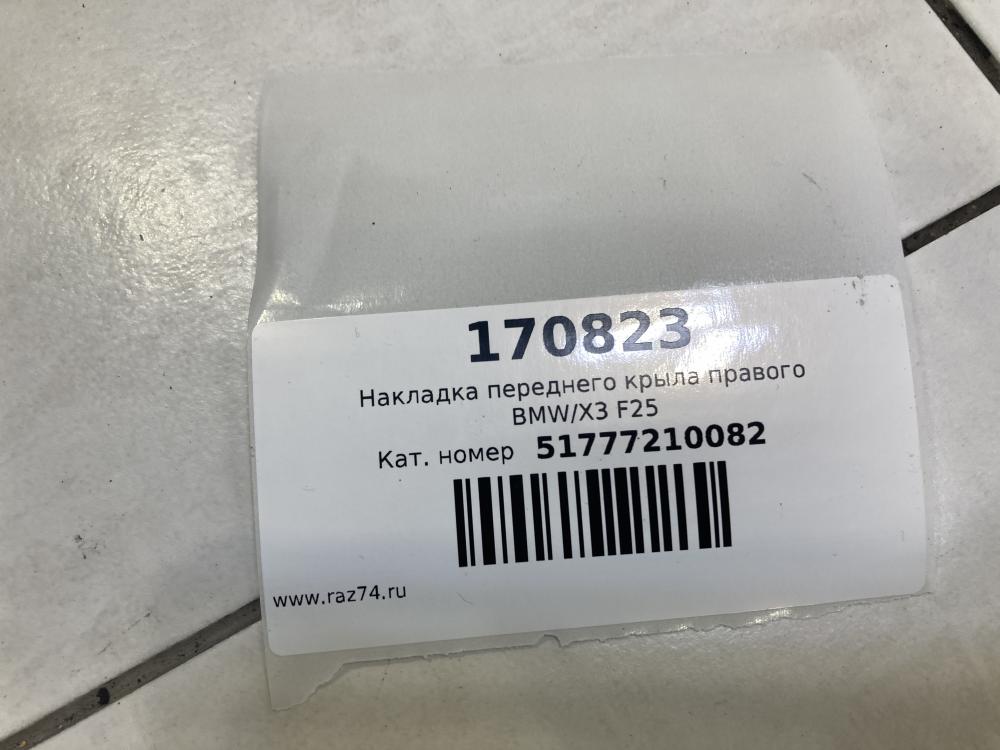 170823
Накладка переднего крыла правого
BMW/X3 F25
Кат. номер 51777210082
www.raz74.ru